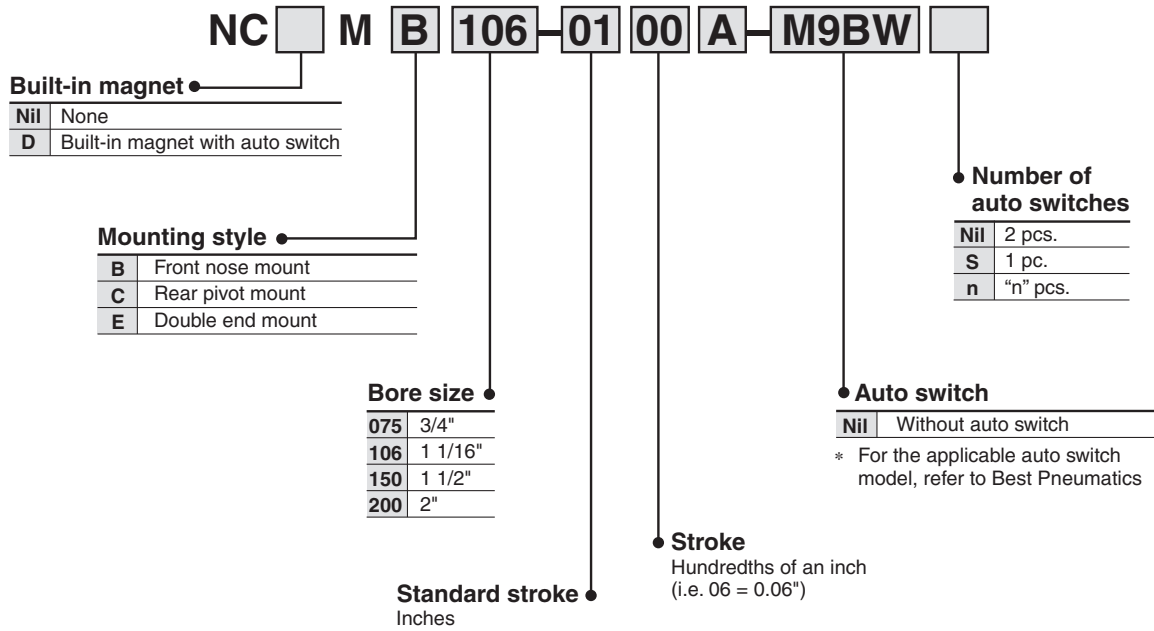 NC M B 106-01 00 A-M9BW
Built-in magnet
Nil None
D Built-in magnet with auto switch
Number of
auto switches
Nil 2 pcs.
S 1 pc.
n “n” pcs.
Mounting style
B Front nose mount
C Rear pivot mount
E Double end mount
Bore size
075 3/4"
106 1 1/16"
150 1 1/2"
200 2"
Auto switch
Nil Without auto switch
* For the applicable auto switch
model, refer to Best Pneumatics
Stroke
Hundredths of an inch
(i.e. 06 = 0.06")
Standard stroke
Inches